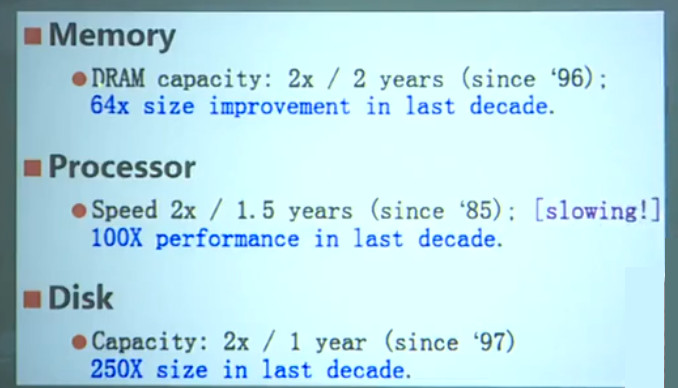 Memory
DRAM capacity: 2x / 2 years (since ‘96);
64x size improvement in last decade.
Processor
Speed 2x / 1.5 years (since ‘85); [slowing!]
100X performance in last decade.
Disk
Capacity: 2x / 1 year (since ‘97)
250X size in last decade.